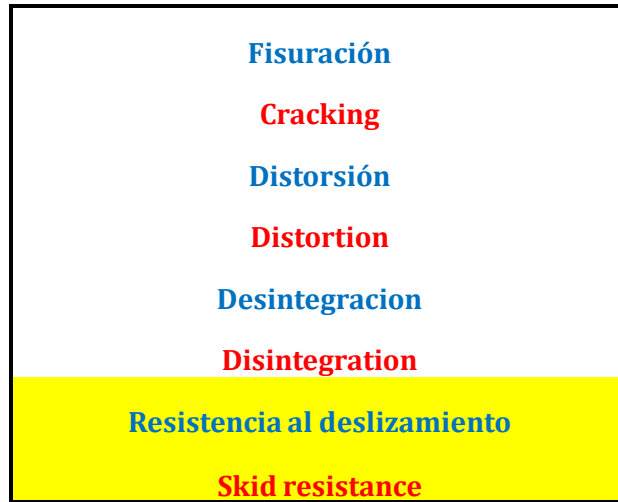 Fisuración
Cracking
Distorsión
Distortion
Desintegracion
Disintegration
Resistencia al deslizamiento
Skid resistance